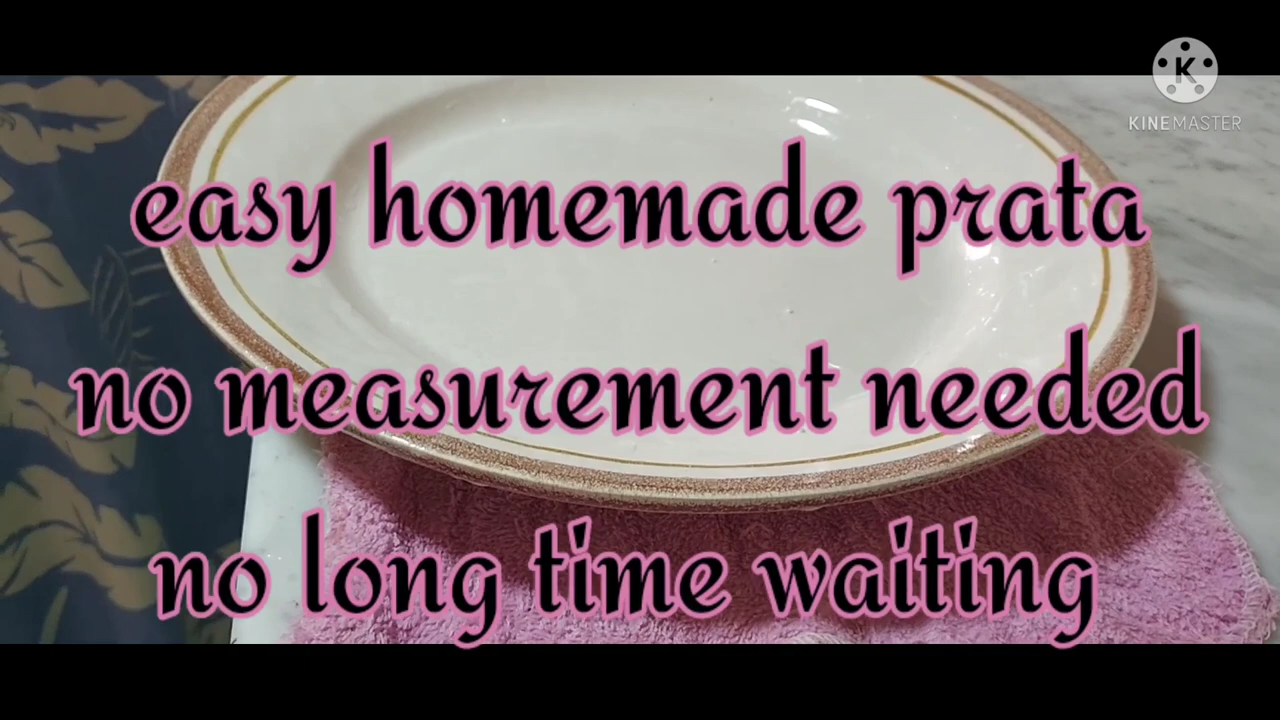 K
KINEMASTER
easy homemade prata
no measurement needed
no long time waiting